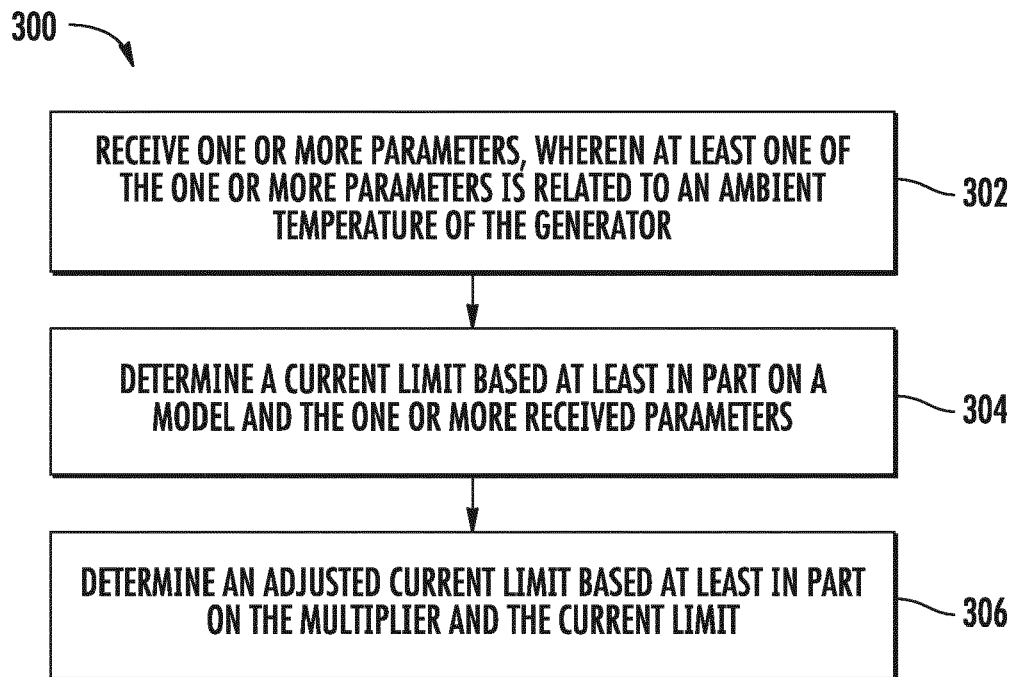 300
RECEIVE ONE OR MORE PARAMETERS, WHEREIN AT LEAST ONE OF
THE ONE OR MORE PARAMETERS IS RELATED TO AN AMBIENT
TEMPERATURE OF THE GENERATOR
302
DETERMINE A CURRENT LIMIT BASED AT LEAST IN PART ON A
MODEL AND THE ONE OR MORE RECEIVED PARAMETERS
304
DETERMINE AN ADJUSTED CURRENT LIMIT BASED AT LEAST IN PART
ON THE MULTIPLIER AND THE CURRENT LIMIT
306